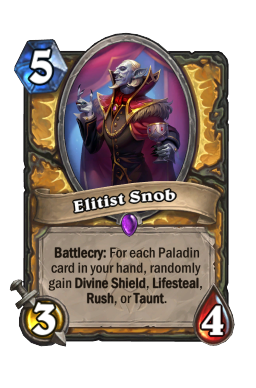 5
Elitist Snob
Battlecry: For each Paladin
card in your hand, randomly
gain Divine Shield, Lifesteal,
Rush, or Taunt.
3
4